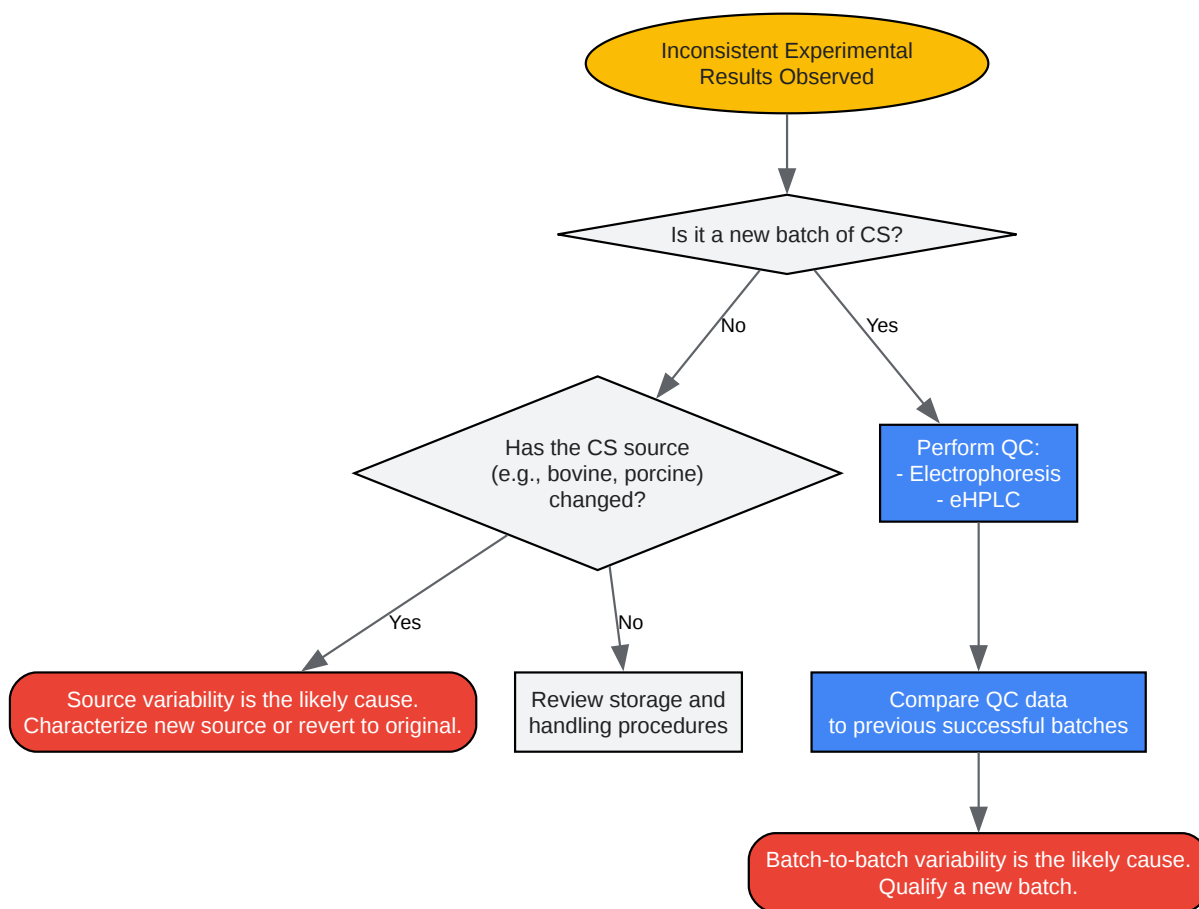 Inconsistent Experimental
Results Observed
Is it a new batch of CS?
No
Yes
Has the CS source
(e.g., bovine, porcine)
changed?
Perform QC:
- Electrophoresis
- eHPLC
Yes
No
Source variability is the likely cause.
Characterize new source or revert to original.
Review storage and
handling procedures
Compare QC data
to previous successful batches
Batch-to-batch variability is the likely cause.
Qualify a new batch.